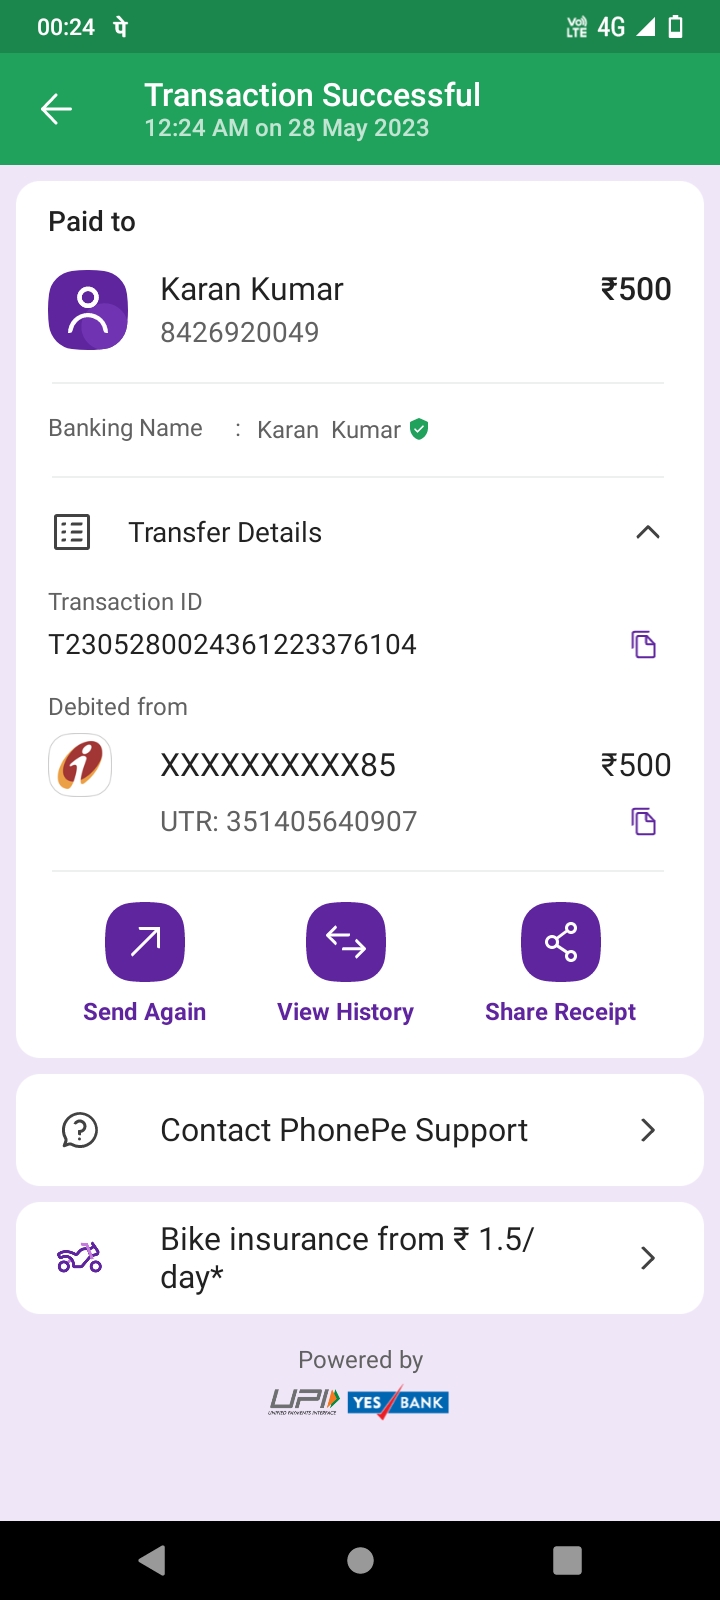 00:24 पे VoLTE 4G
Transaction Successful
12:24 AM on 28 May 2023
Paid to
Karan Kumar ₹500
8426920049
Banking Name : Karan Kumar
Transfer Details
Transaction ID
T2305280024361223376104
Debited from
XXXXXXXXXX85 ₹500
UTR: 351405640907
Send Again View History Share Receipt
Contact PhonePe Support
Bike insurance from ₹ 1.5/
day*
Powered by
UPI YES BANK
UNIFIED PAYMENTS INTERFACE